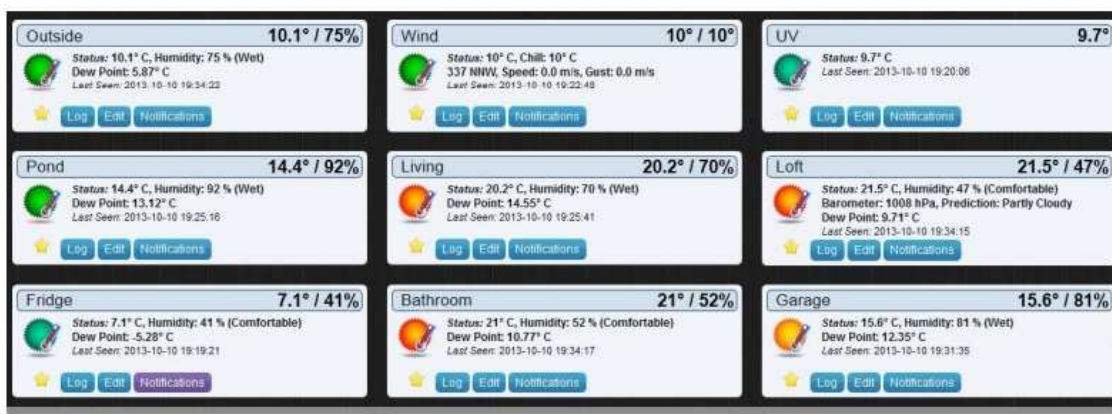 Outside 10.1° / 75%
Status: 10.1° C, Humidity: 75 % (Wet)
Dew Point: 5.87° C
Last Seen: 2013-10-10 19:34:22
Log Edit Notifications
Wind 10° / 10°
Status: 10° C, Chill: 10° C
337 NNW, Speed: 0.0 m/s, Gust: 0.0 m/s
Last Seen: 2013-10-10 19:22:48
Log Edit Notifications
UV 9.7°
Status: 9.7° C
Last Seen: 2013-10-10 19:20:06
Log Edit Notifications
Pond 14.4° / 92%
Status: 14.4° C, Humidity: 92 % (Wet)
Dew Point: 13.12° C
Last Seen: 2013-10-10 19:25:16
Log Edit Notifications
Living 20.2° / 70%
Status: 20.2° C, Humidity: 70 % (Wet)
Dew Point: 14.55° C
Last Seen: 2013-10-10 19:25:41
Log Edit Notifications
Loft 21.5° / 47%
Status: 21.5° C, Humidity: 47 % (Comfortable)
Barometer: 1008 hPa, Prediction: Partly Cloudy
Dew Point: 9.71° C
Last Seen: 2013-10-10 19:34:15
Log Edit Notifications
Fridge 7.1° / 41%
Status: 7.1° C, Humidity: 41 % (Comfortable)
Dew Point: -5.28° C
Last Seen: 2013-10-10 19:19:21
Log Edit Notifications
Bathroom 21° / 52%
Status: 21° C, Humidity: 52 % (Comfortable)
Dew Point: 10.77° C
Last Seen: 2013-10-10 19:34:17
Log Edit Notifications
Garage 15.6° / 81%
Status: 15.6° C, Humidity: 81 % (Wet)
Dew Point: 12.35° C
Last Seen: 2013-10-10 19:31:35
Log Edit Notifications